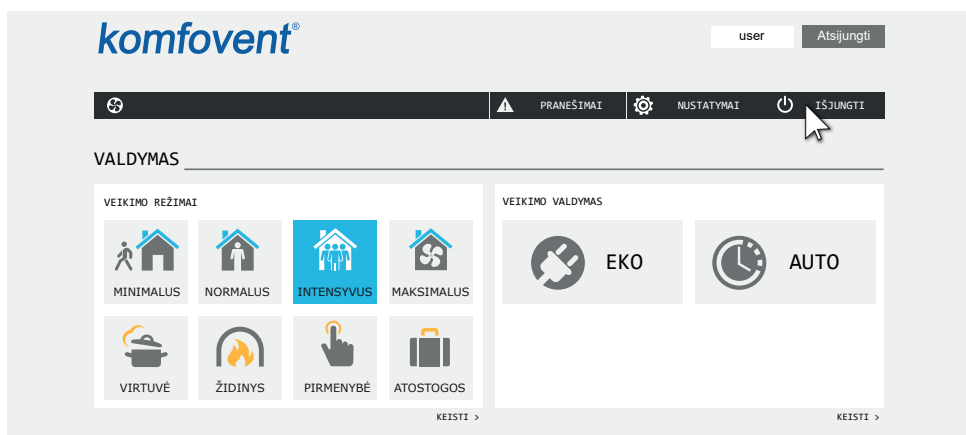 komfovent®
user Atsijungti
PRANEŠIMAI NUSTATYMAI IŠJUNGTI
VALDYMAS
VEIKIMO REŽIMAI
MINIMALUS NORMALUS INTENSYVUS MAKSIMALUS
VIRTUVĖ ŽIDINYS PIRMENYBĖ ATOSTOGOS
KEISTI >
VEIKIMO VALDYMAS
EKO AUTO
KEISTI >